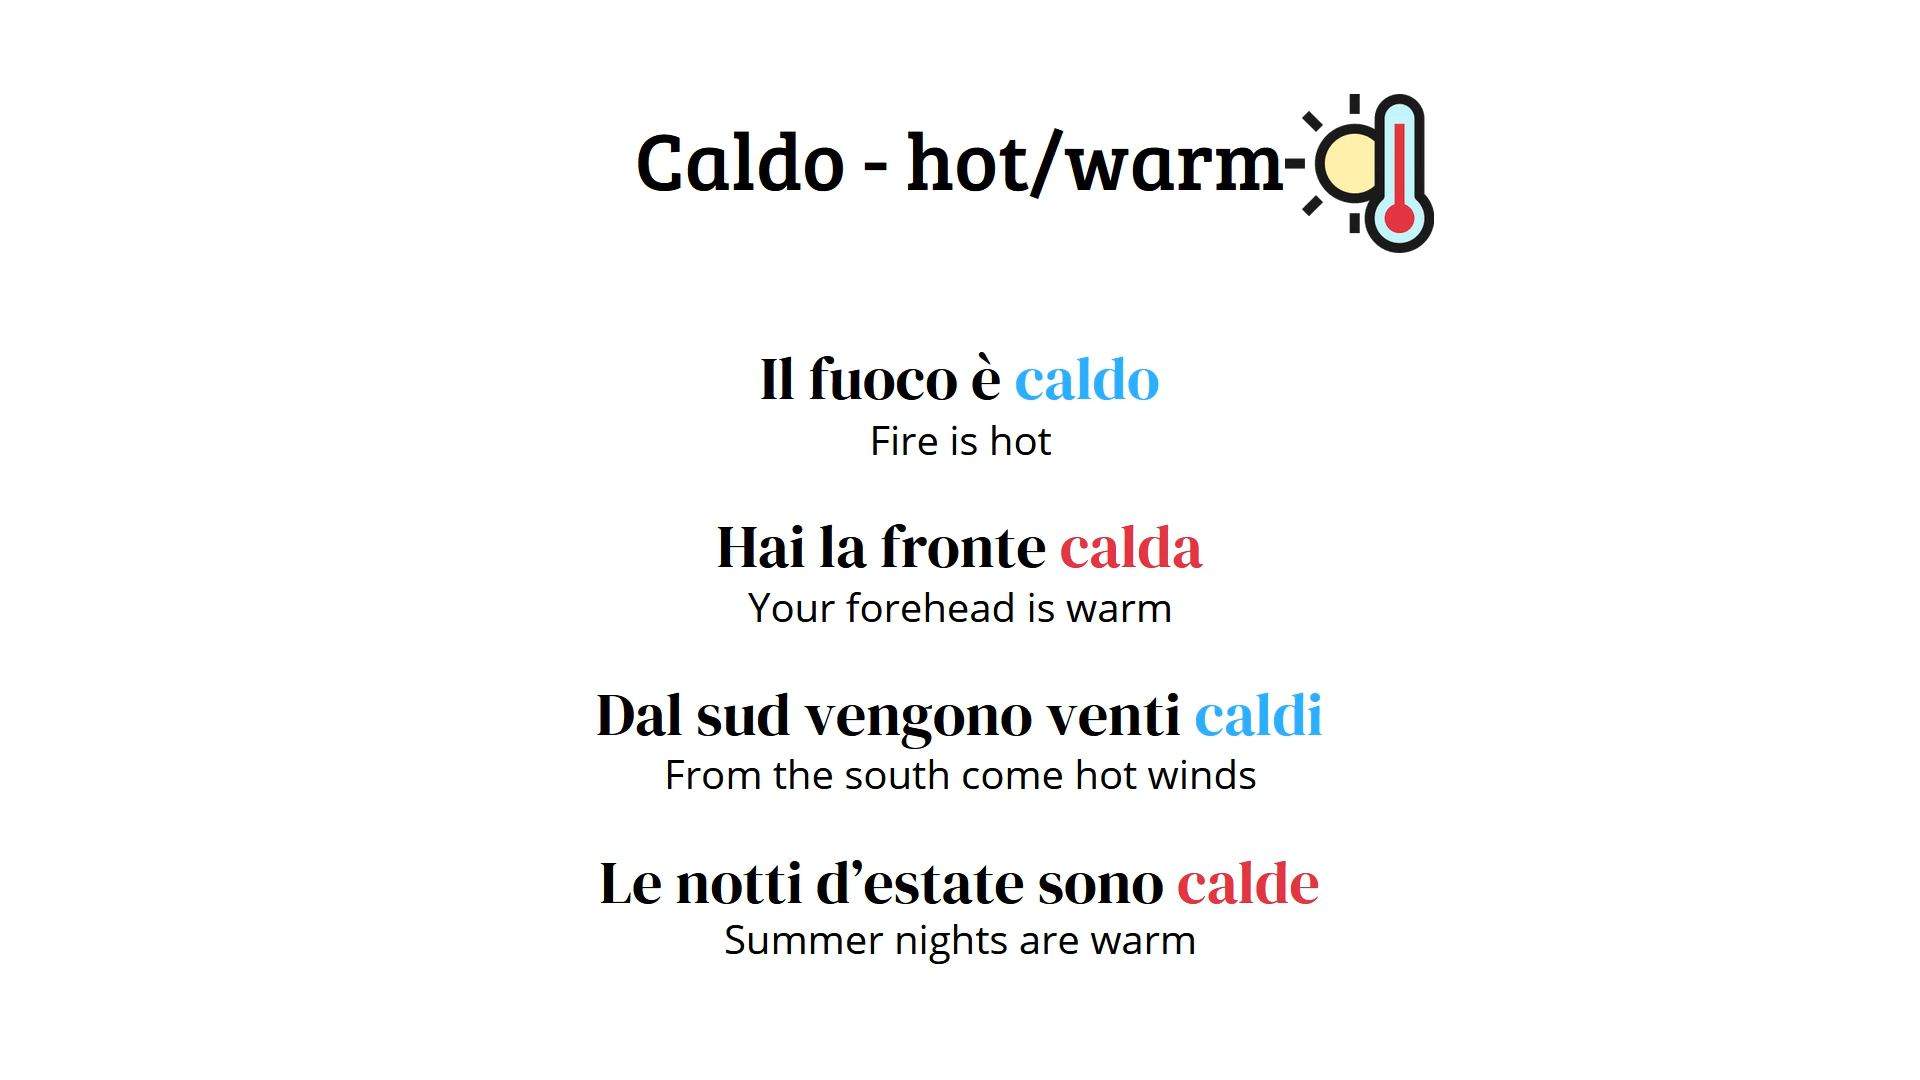 Caldo - hot/warm
Il fuoco è caldo
Fire is hot
Hai la fronte calda
Your forehead is warm
Dal sud vengono venti caldi
From the south come hot winds
Le notti d’estate sono calde
Summer nights are warm